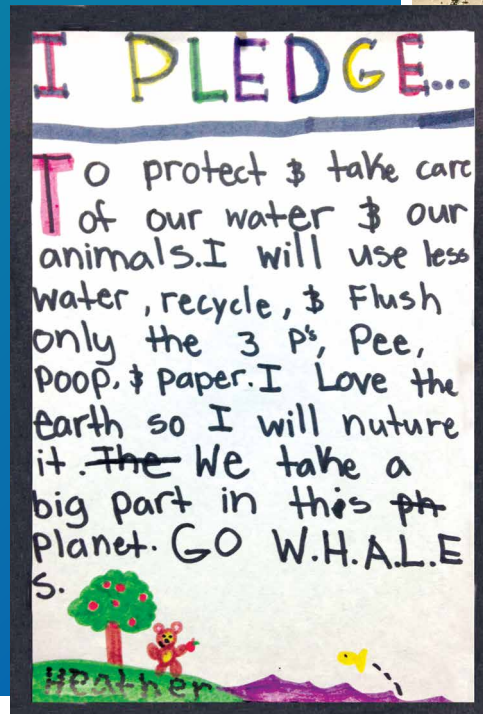 I PLEDGE...
To protect & take care
of our water & our
animals. I will use less
water, recycle, & Flush
only the 3 P's, Pee,
Poop, & Paper. I Love the
earth so I will nuture
it. The We take a
big part in this ph
planet. GO W.H.A.L.E
S.
Heather